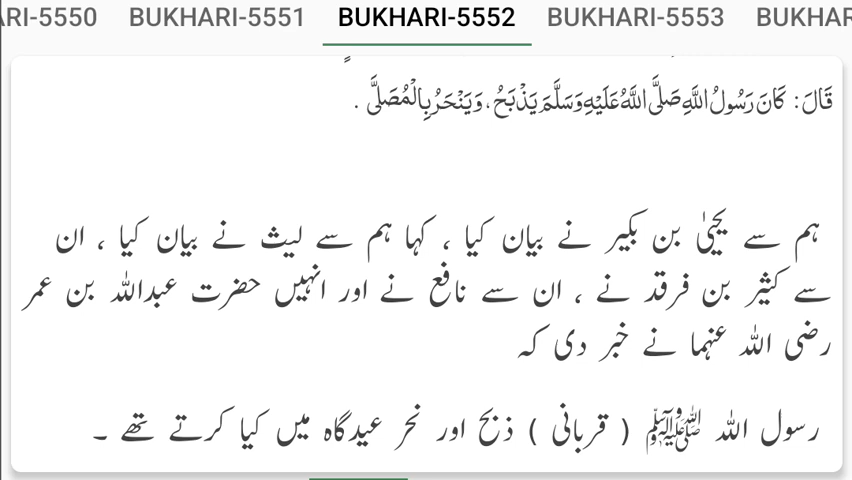 RI-5550 BUKHARI-5551 BUKHARI-5552 BUKHARI-5553 BUKHAR
قَالَ: كَانَ رَسُولُ اللَّهِ صَلَّى اللَّهُ عَلَيْهِ وَسَلَّمَ يَذْبَحُ، وَيَنْحَرُ بِالْمُصَلَّى .
ہم سے یحییٰ بن بکیر نے بیان کیا ، کہا ہم سے لیث نے بیان کیا ، ان
سے کثیر بن فرقد نے ، ان سے نافع نے اور انہیں حضرت عبداللہ بن عمر
رضی اللہ عنہما نے خبر دی کہ
رسول اللہ ﷺ ( قربانی ) ذبح اور نحر عیدگاہ میں کیا کرتے تھے ۔